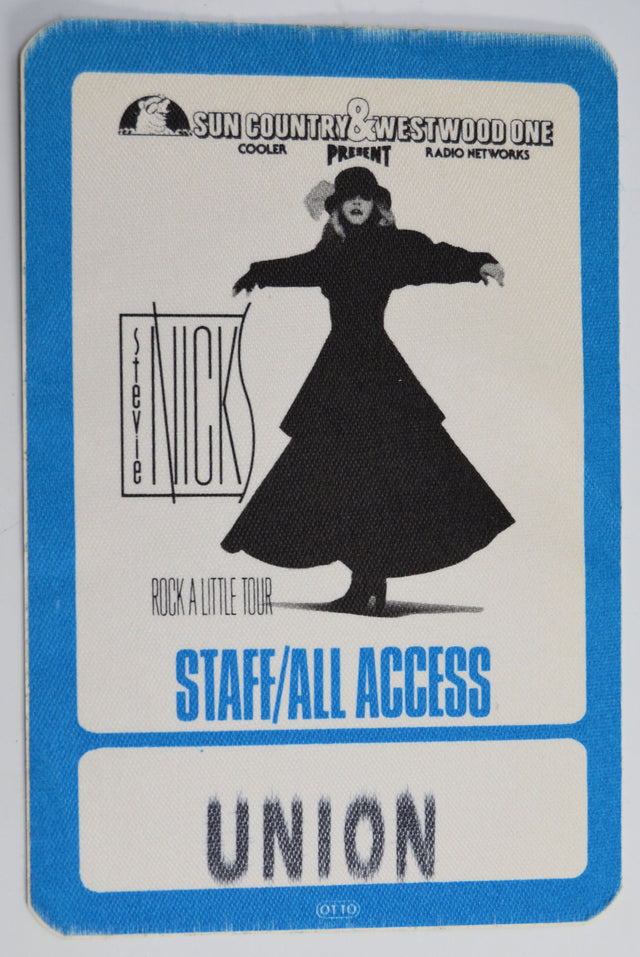 SUN COUNTRY & WESTWOOD ONE
COOLER PRESENT RADIO NETWORKS
stevie
NICKS
ROCK A LITTLE TOUR
STAFF/ALL ACCESS
UNION
OTTO